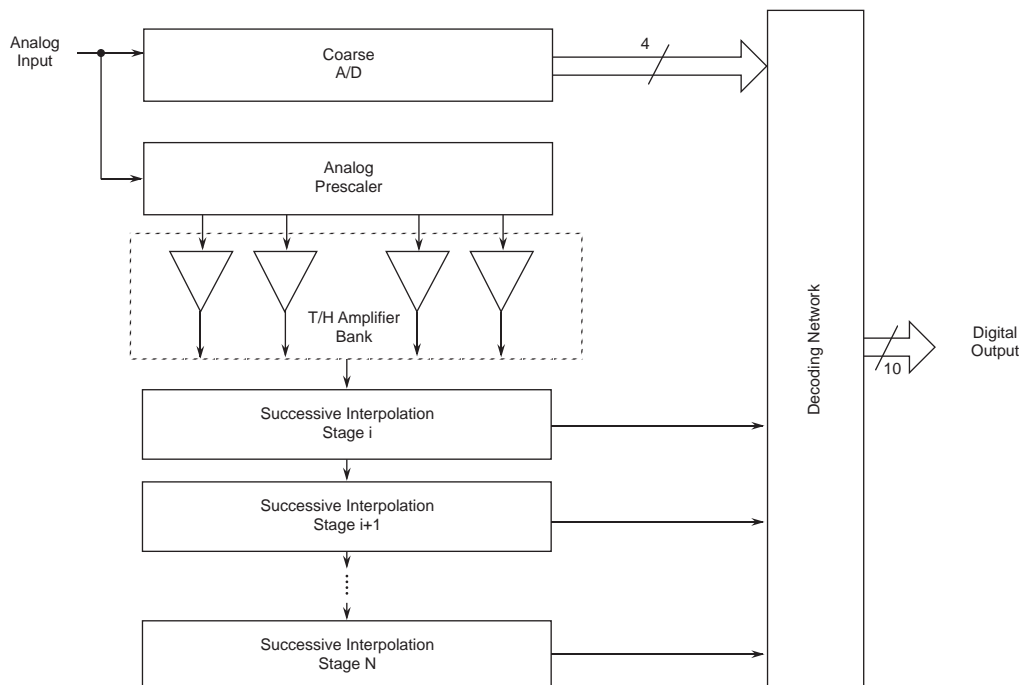 Analog
Input
Coarse
A/D
4
Analog
Prescaler
T/H Amplifier
Bank
Successive Interpolation
Stage i
Successive Interpolation
Stage i+1
Successive Interpolation
Stage N
Decoding Network
10
Digital
Output